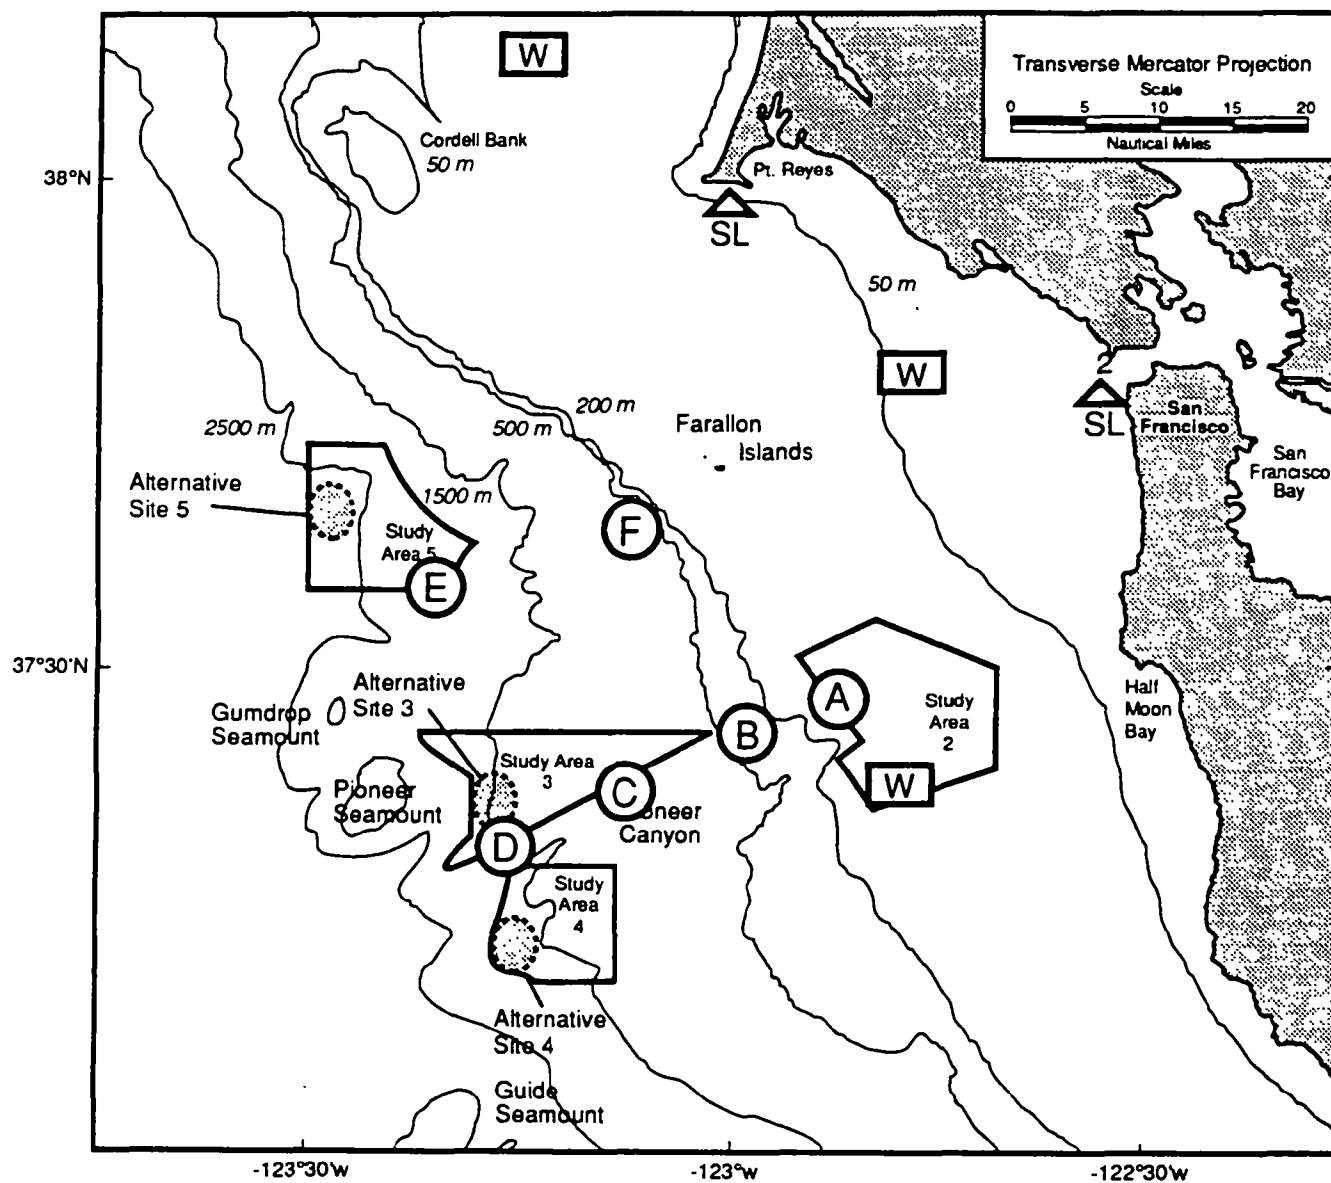 W
Transverse Mercator Projection
Scale
0 5 10 15 20
Nautical Miles
Cordell Bank
50 m
38°N
Pt. Reyes
SL
50 m
W
2
SL
San
Francisco
200 m
500 m
2500 m
Farallon
Islands
San
Francisco
Bay
Alternative
Site 5
1500 m
F
Study
Area 5
E
37°30'N
Alternative
Site 3
A
Half
Moon
Bay
Study
Area
2
Gumdrop
Seamount
B
Study Area
3
W
Pioneer
Seamount
C
oneer
Canyon
D
Study
Area
4
Alternative
Site 4
Guide
Seamount
-123°30'W
-123°W
-122°30'W